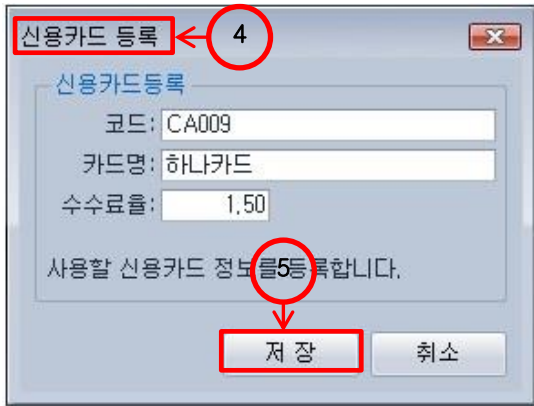 신용카드 등록
4
신용카드등록
코드: CA009
카드명: 하나카드
수수료율: 1,50
사용할 신용카드 정보를 등록합니다,
5
저 장
취소